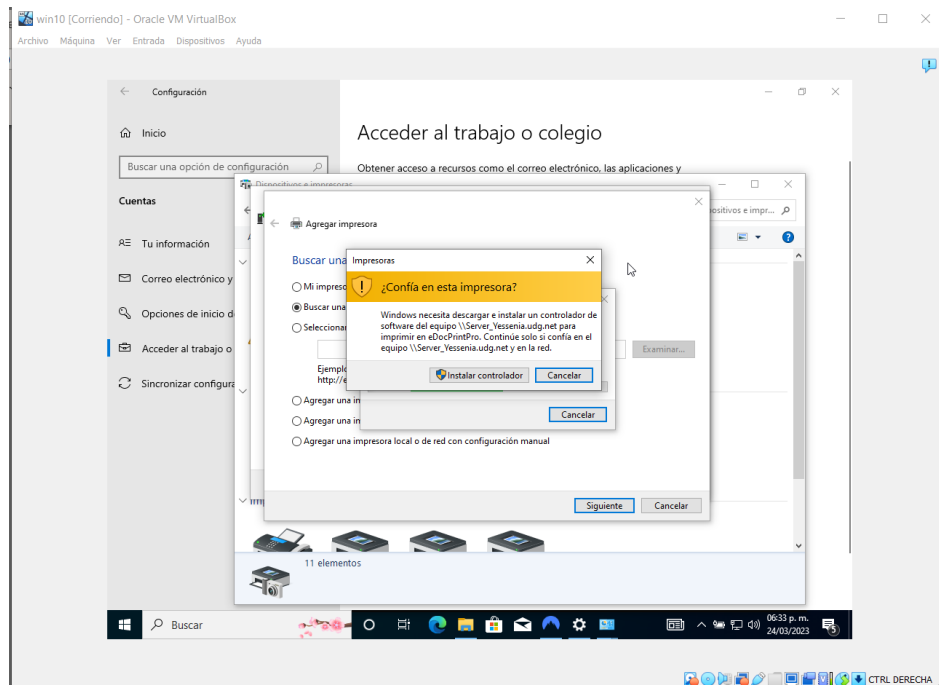 win10 [Corriendo] - Oracle VM VirtualBox
Archivo Máquina Ver Entrada Dispositivos Ayuda
Configuración
Inicio
Buscar una opción de configuración
Cuentas
Tu información
Correo electrónico y
Opciones de inicio d
Acceder al trabajo o
Sincronizar configura
Acceder al trabajo o colegio
Obtener acceso a recursos como el correo electrónico, las aplicaciones y
Dispositivos e impresoras
ositivos e impr...
Agregar impresora
Buscar una
Mi impreso
Buscar una
Seleccionar
Examinar...
Ejemplo
http://e
Agregar una in
Agregar una in
Agregar una impresora local o de red con configuración manual
Siguiente
Cancelar
Impresoras
¿Confía en esta impresora?
Windows necesita descargar e instalar un controlador de
software del equipo \\Server_Yessenia.udg.net para
imprimir en eDocPrintPro. Continúe solo si confía en el
equipo \\Server_Yessenia.udg.net y en la red.
Instalar controlador
Cancelar
Cancelar
11 elementos
Buscar
06:33 p. m.
24/03/2023
5
CTRL DERECHA